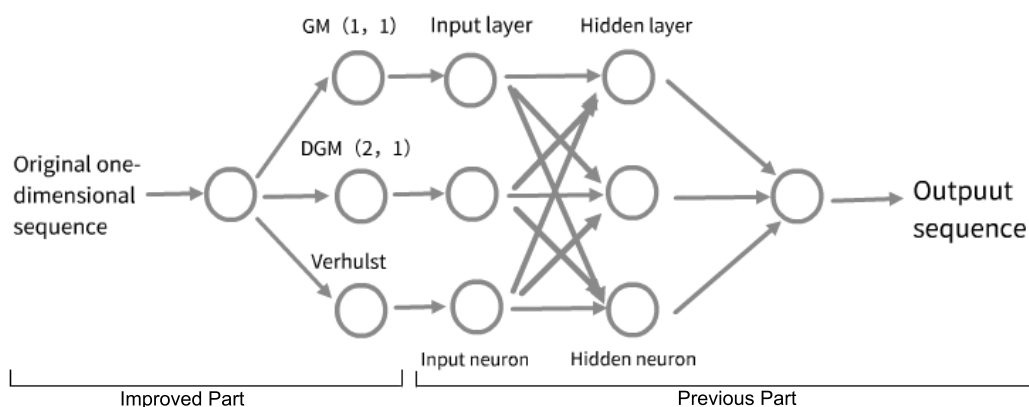 GM（1，1）
Input layer
Hidden layer
DGM（2，1）
Original one-
dimensional
sequence
Outpuut
sequence
Verhulst
Input neuron
Hidden neuron
Improved Part
Previous Part